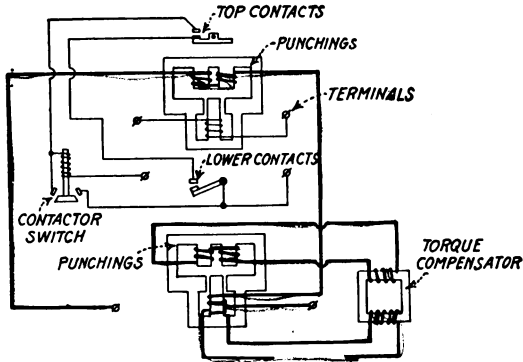 TOP CONTACTS
PUNCHINGS
TERMINALS
LOWER CONTACTS
CONTACTOR
SWITCH
PUNCHINGS
TORQUE
COMPENSATOR